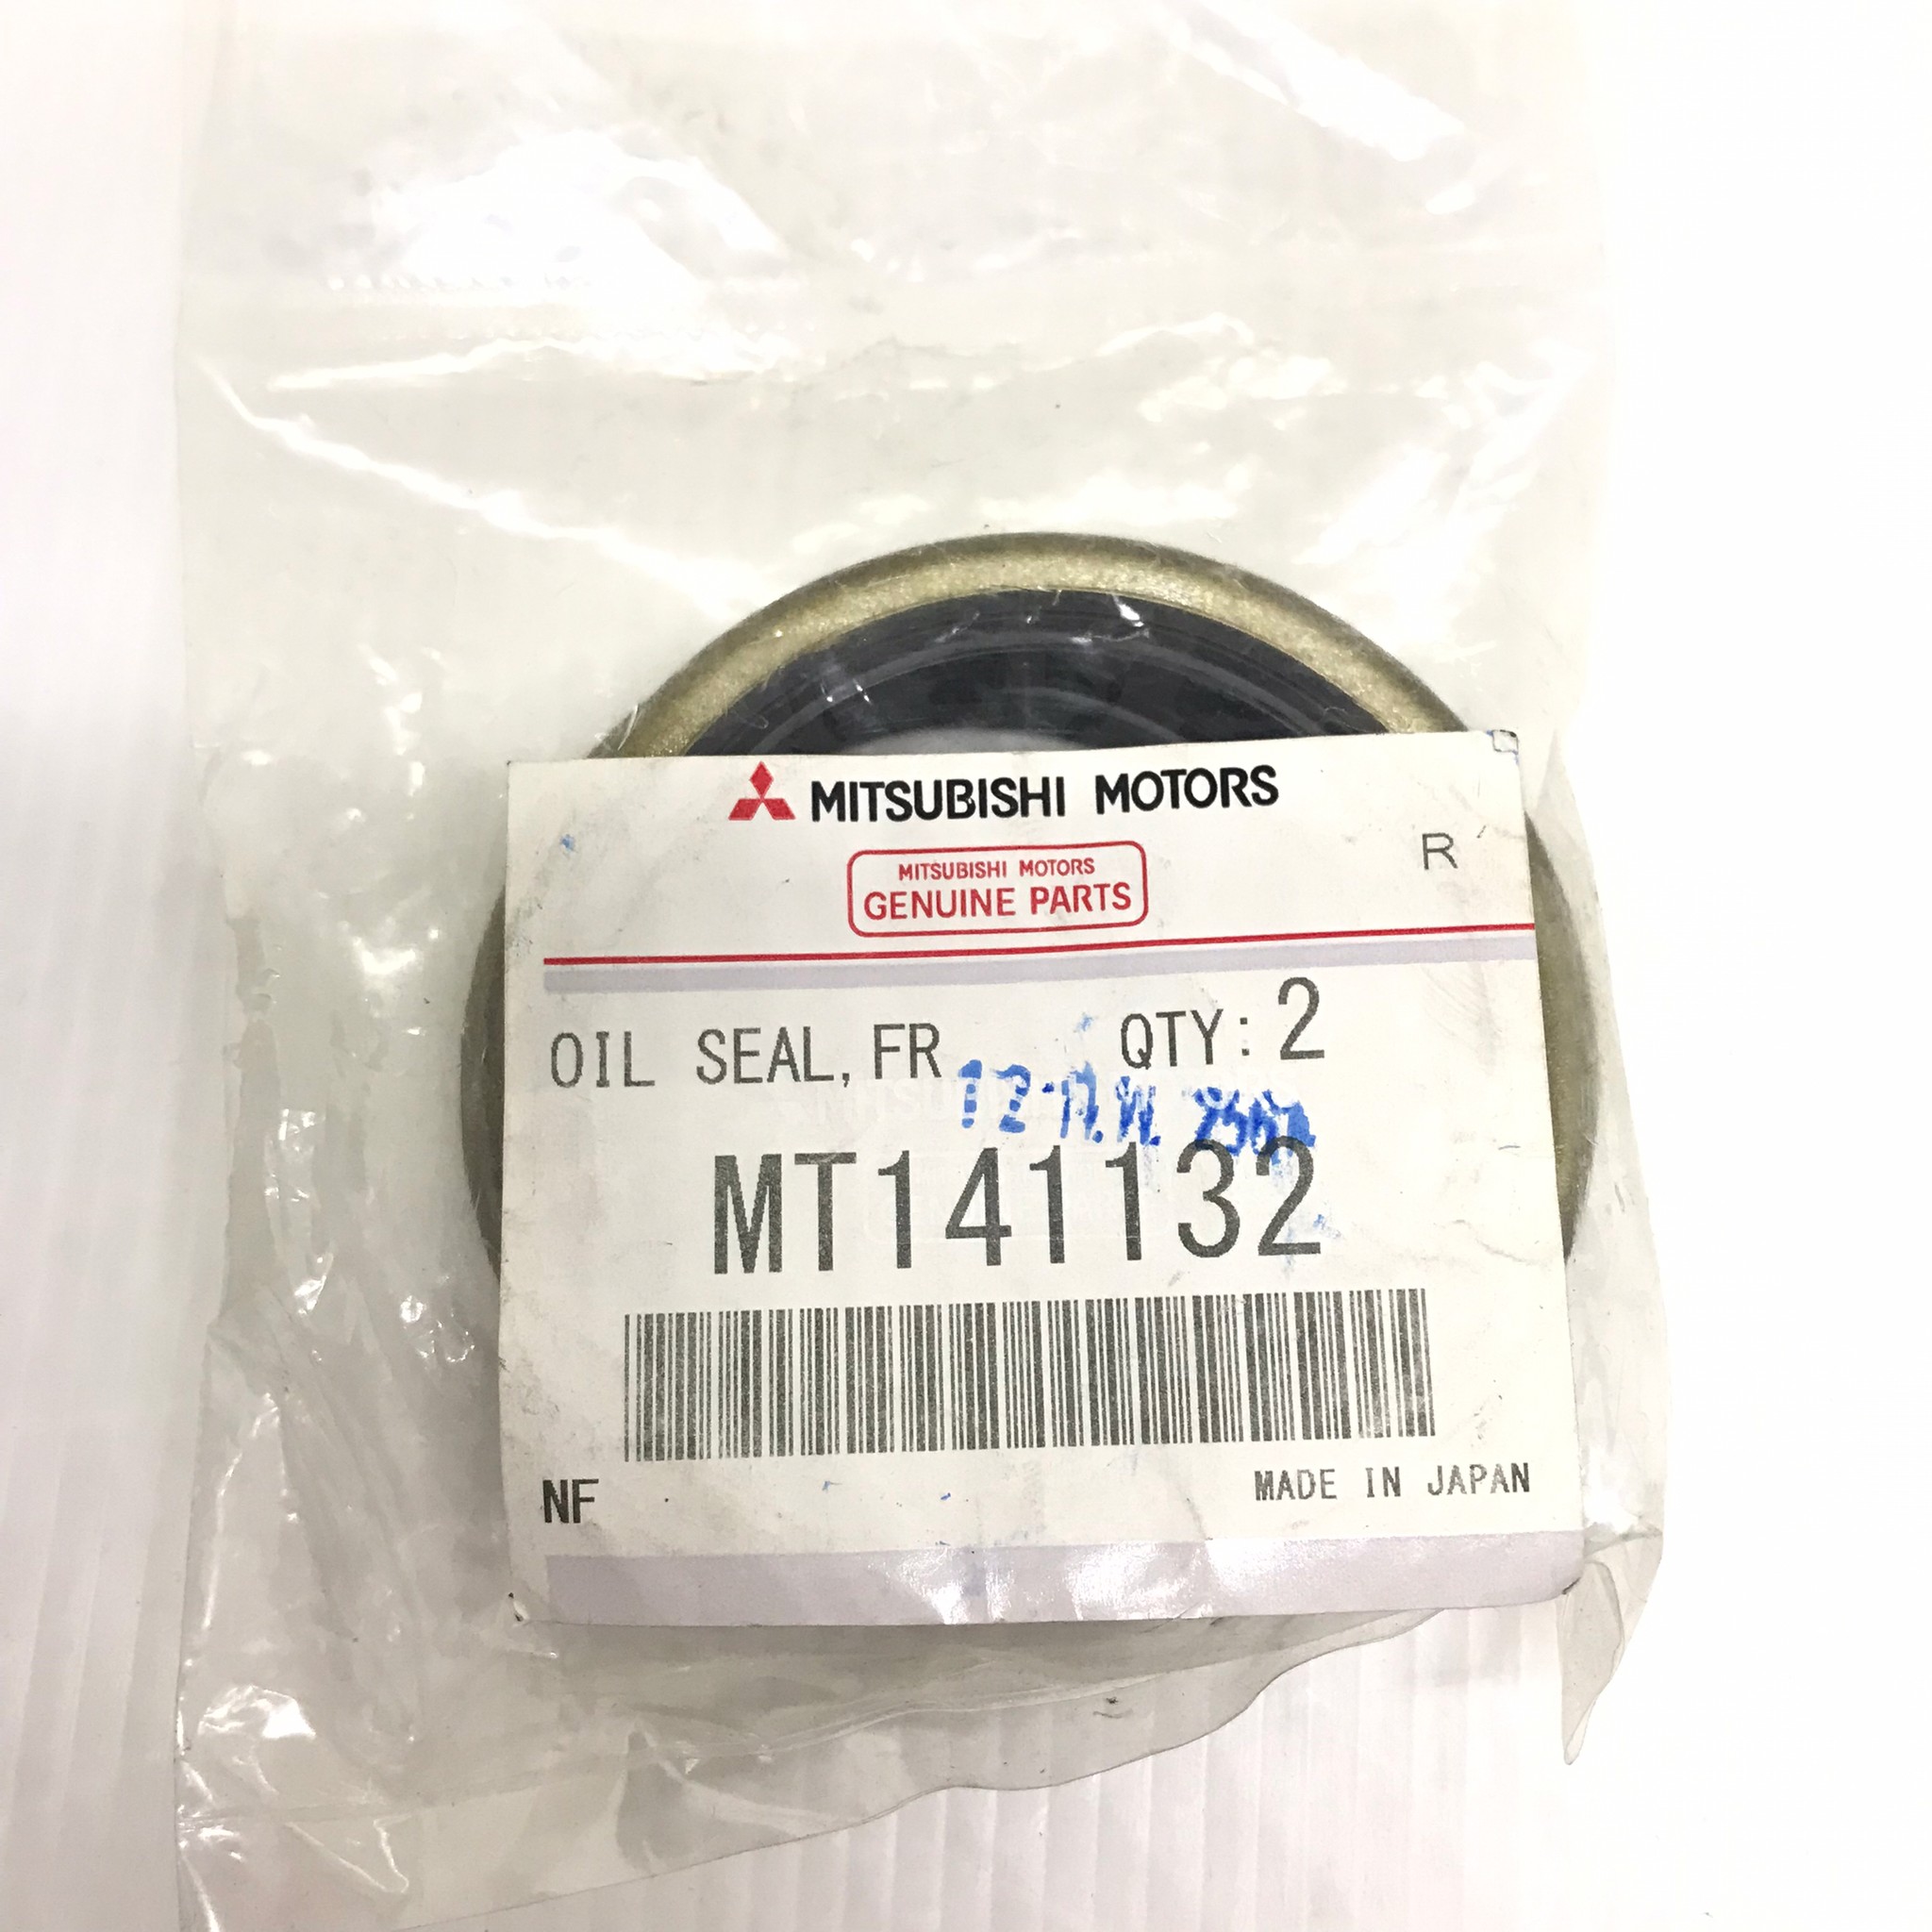 MITSUBISHI MOTORS
MITSUBISHI MOTORS
GENUINE PARTS
R
OIL SEAL, FR QTY: 2
MT141132
NF
MADE IN JAPAN